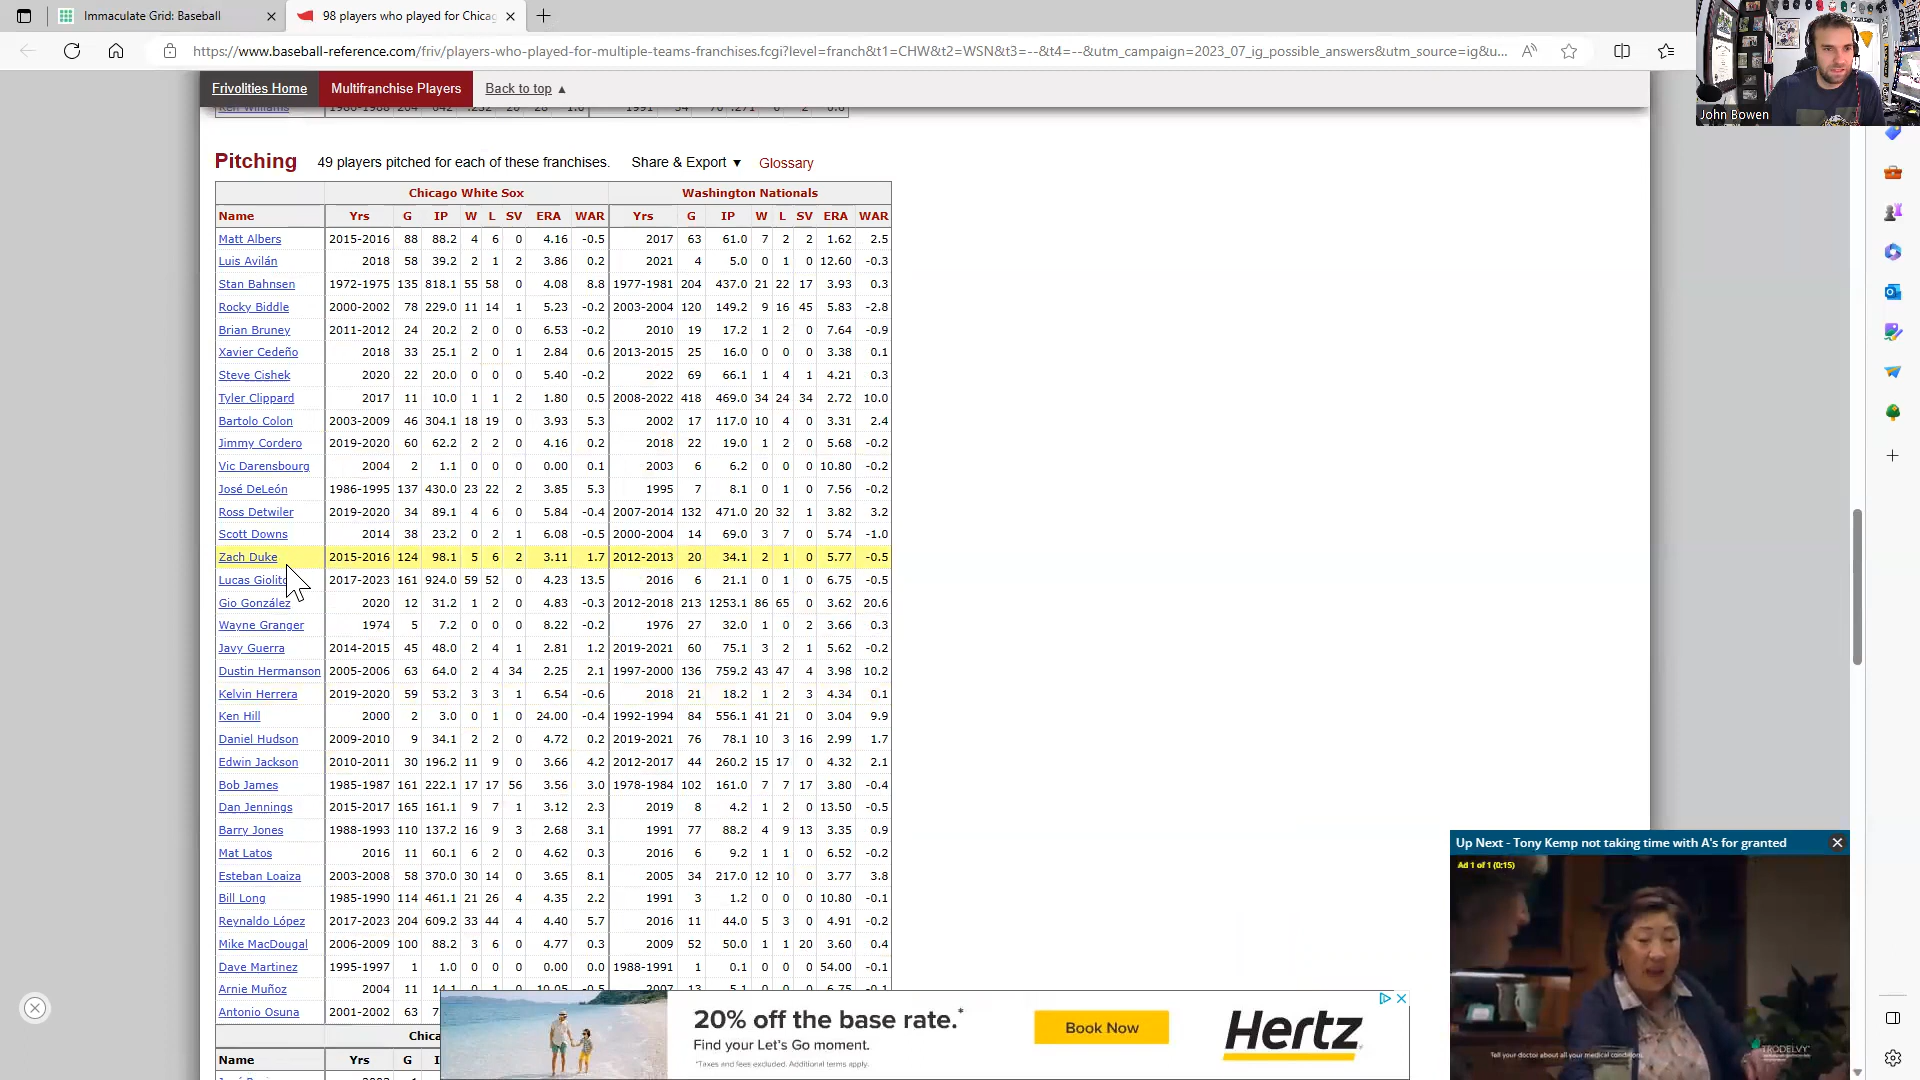 Immaculate Grid: Baseball
98 players who played for Chicag
https://www.baseball-reference.com/friv/players-who-played-for-multiple-teams-franchises.fcgi?level=franch&t1=CHW&t2=WSN&t3=--&t4=--&utm_campaign=2023_07_ig_possible_answers&utm_source=ig&u...
John Bowen
Frivolities Home Multifranchise Players Back to top ▲
Pitching 49 players pitched for each of these franchises. Share & Export ▼ Glossary
Chicago White Sox Washington Nationals
Name Yrs G IP W L SV ERA WAR Yrs G IP W L SV ERA WAR
Matt Albers 2015-2016 88 88.2 4 6 0 4.16 -0.5 2017 63 61.0 7 2 2 1.62 2.5
Luis Avilán 2018 58 39.2 2 1 2 3.86 0.2 2021 4 5.0 0 1 0 12.60 -0.3
Stan Bahnsen 1972-1975 135 818.1 55 58 0 4.08 8.8 1977-1981 204 437.0 21 22 17 3.93 0.3
Rocky Biddle 2000-2002 78 229.0 11 14 1 5.23 -0.2 2003-2004 120 149.2 9 16 45 5.83 -2.8
Brian Bruney 2011-2012 24 20.2 2 0 0 6.53 -0.2 2010 19 17.2 1 2 0 7.64 -0.9
Xavier Cedeño 2018 33 25.1 2 0 1 2.84 0.6 2013-2015 25 16.0 0 0 0 3.38 0.1
Steve Cishek 2020 22 20.0 0 0 0 5.40 -0.2 2022 69 66.1 1 4 1 4.21 0.3
Tyler Clippard 2017 11 10.0 1 1 2 1.80 0.5 2008-2022 418 469.0 34 24 34 2.72 10.0
Bartolo Colon 2003-2009 46 304.1 18 19 0 3.93 5.3 2002 17 117.0 10 4 0 3.31 2.4
Jimmy Cordero 2019-2020 60 62.2 2 2 0 4.16 0.2 2018 22 19.0 1 2 0 5.68 -0.2
Vic Darensbourg 2004 2 1.1 0 0 0 0.00 0.1 2003 6 6.2 0 0 0 10.80 -0.2
José DeLeón 1986-1995 137 430.0 23 22 2 3.85 5.3 1995 7 8.1 0 1 0 7.56 -0.2
Ross Detwiler 2019-2020 34 89.1 4 6 0 5.84 -0.4 2007-2014 132 471.0 20 32 1 3.82 3.2
Scott Downs 2014 38 23.2 0 2 1 6.08 -0.5 2000-2004 14 69.0 3 7 0 5.74 -1.0
Zach Duke 2015-2016 124 98.1 5 6 2 3.11 1.7 2012-2013 20 34.1 2 1 0 5.77 -0.5
Lucas Giolito 2017-2023 161 924.0 59 52 0 4.23 13.5 2016 6 21.1 0 1 0 6.75 -0.5
Gio González 2020 12 31.2 1 2 0 4.83 -0.3 2012-2018 213 1253.1 86 65 0 3.62 20.6
Wayne Granger 1974 5 7.2 0 0 0 8.22 -0.2 1976 27 32.0 1 0 2 3.66 0.3
Javy Guerra 2014-2015 45 48.0 2 4 1 2.81 1.2 2019-2021 60 75.1 3 2 1 5.62 -0.2
Dustin Hermanson 2005-2006 63 64.0 2 4 34 2.25 2.1 1997-2000 136 759.2 43 47 4 3.98 10.2
Kelvin Herrera 2019-2020 59 53.2 3 3 1 6.54 -0.6 2018 21 18.2 1 2 3 4.34 0.1
Ken Hill 2000 2 3.0 0 1 0 24.00 -0.4 1992-1994 84 556.1 41 21 0 3.04 9.9
Daniel Hudson 2009-2010 9 34.1 2 2 0 4.72 0.2 2019-2021 76 78.1 10 3 16 2.99 1.7
Edwin Jackson 2010-2011 30 196.2 11 9 0 3.66 4.2 2012-2017 44 260.2 15 17 0 4.32 2.1
Bob James 1985-1987 161 222.1 17 17 56 3.56 3.0 1978-1984 102 161.0 7 7 17 3.80 -0.4
Dan Jennings 2015-2017 165 161.1 9 7 1 3.12 2.3 2019 8 4.2 1 2 0 13.50 -0.5
Barry Jones 1988-1993 110 137.2 16 9 3 2.68 3.1 1991 77 88.2 4 9 13 3.35 0.9
Mat Latos 2016 11 60.1 6 2 0 4.62 0.3 2016 6 9.2 1 1 0 6.52 -0.2
Esteban Loaiza 2003-2008 58 370.0 30 14 0 3.65 8.1 2005 34 217.0 12 10 0 3.77 3.8
Bill Long 1985-1990 114 461.1 21 26 4 4.35 2.2 1991 3 1.2 0 0 0 10.80 -0.1
Reynaldo López 2017-2023 204 609.2 33 44 4 4.40 5.7 2016 11 44.0 5 3 0 4.91 -0.2
Mike MacDougal 2006-2009 100 88.2 3 6 0 4.77 0.3 2009 52 50.0 1 1 20 3.60 0.4
Dave Martinez 1995-1997 1 1.0 0 0 0 0.00 0.0 1988-1991 1 0.1 0 0 0 54.00 -0.1
Arnie Muñoz 2004 11 14.1 0 1 0 10.05 -0.5 2007 13 5.1 0 0 0 6.75 -0.1
Antonio Osuna 2001-2002 63 7
Chica
Name Yrs G I
Up Next - Tony Kemp not taking time with A's for granted
Ad 1 of 1 (0:15)
Tell your doctor about all your medical conditions
TRODELVY
20% off the base rate.*
Find your Let's Go moment.
*Taxes and fees excluded. Additional terms apply.
Book Now
Hertz